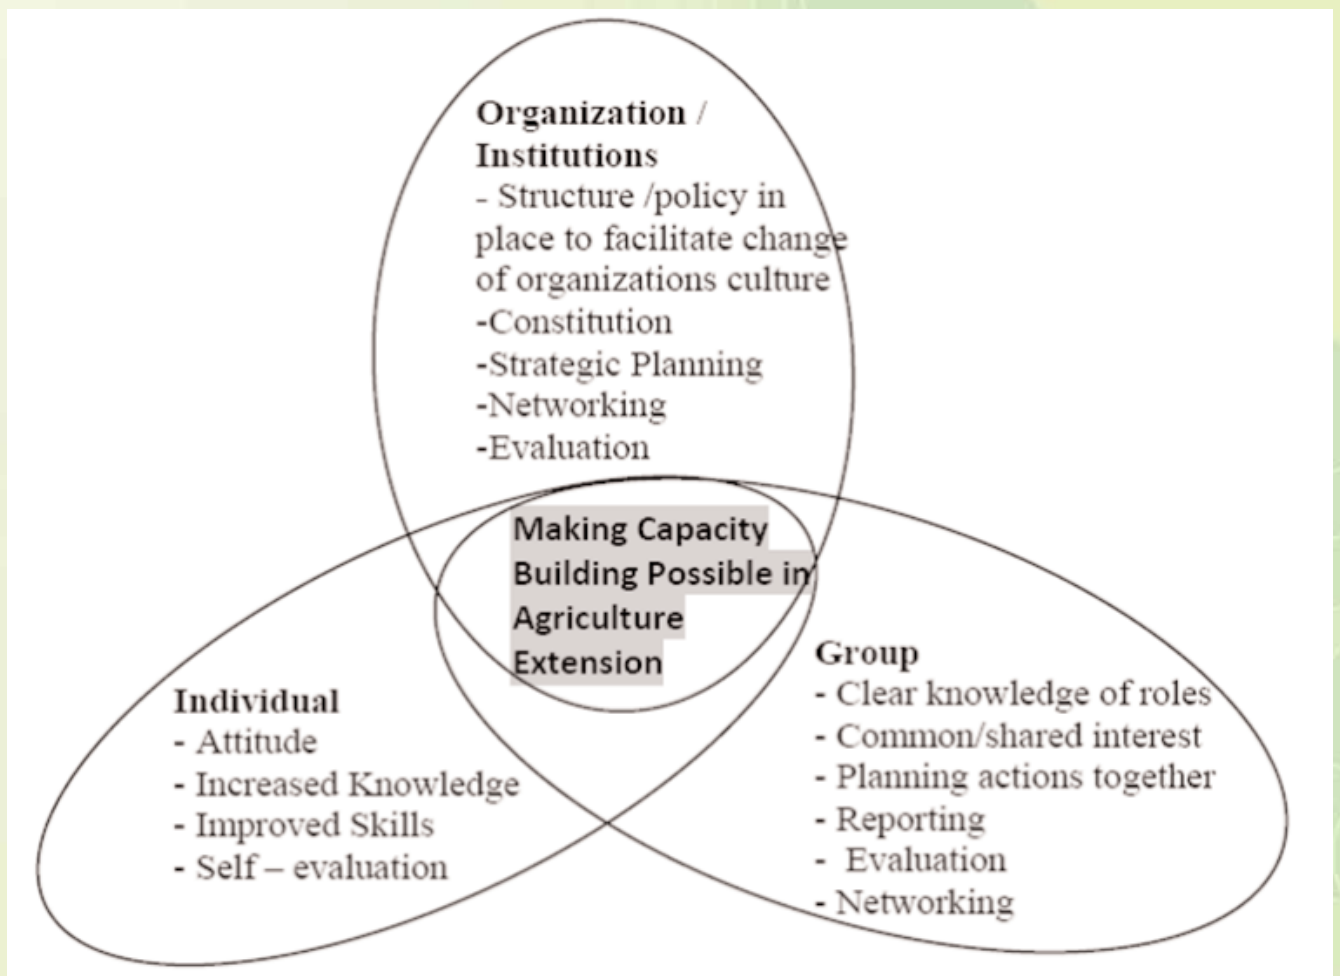 Organization /
Institutions
- Structure /policy in
place to facilitate change
of organizations culture
-Constitution
-Strategic Planning
-Networking
-Evaluation
Making Capacity
Building Possible in
Agriculture
Extension
Individual
- Attitude
- Increased Knowledge
- Improved Skills
- Self – evaluation
Group
- Clear knowledge of roles
- Common/shared interest
- Planning actions together
- Reporting
- Evaluation
- Networking